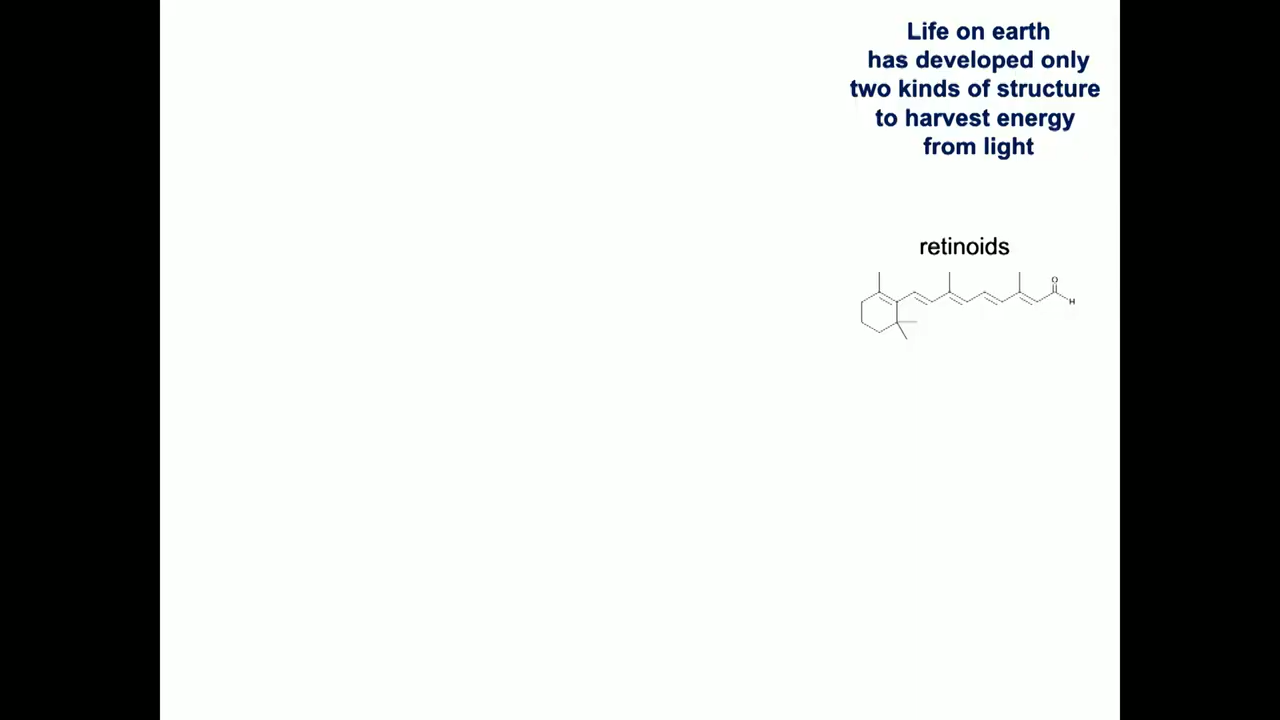 Life on earth
has developed only
two kinds of structure
to harvest energy
from light
retinoids
O
H